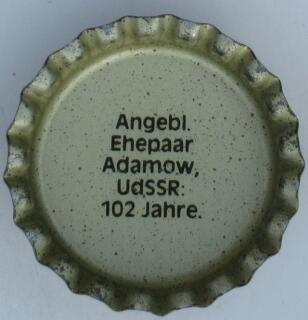 Angebl.
Ehepaar
Adamow,
UdSSR:
102 Jahre.